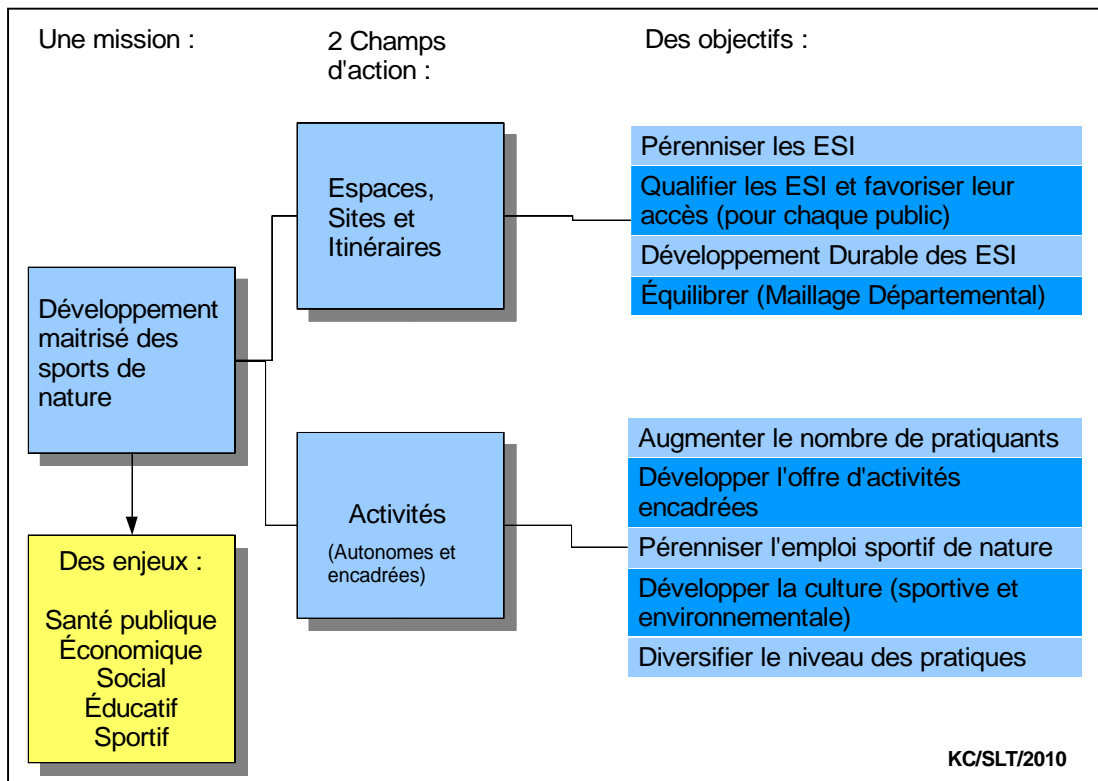 Une mission :
2 Champs
d'action :
Des objectifs :
Espaces,
Sites et
Itinéraires
Pérenniser les ESI
Qualifier les ESI et favoriser leur
accès (pour chaque public)
Développement Durable des ESI
Équilibrer (Maillage Départemental)
Développement
maitrisé des
sports de
nature
Activités
(Autonomes et
encadrées)
Augmenter le nombre de pratiquants
Développer l'offre d'activités
encadrées
Pérenniser l'emploi sportif de nature
Développer la culture (sportive et
environnementale)
Diversifier le niveau des pratiques
Des enjeux :
Santé publique
Économique
Social
Éducatif
Sportif
KC/SLT/2010